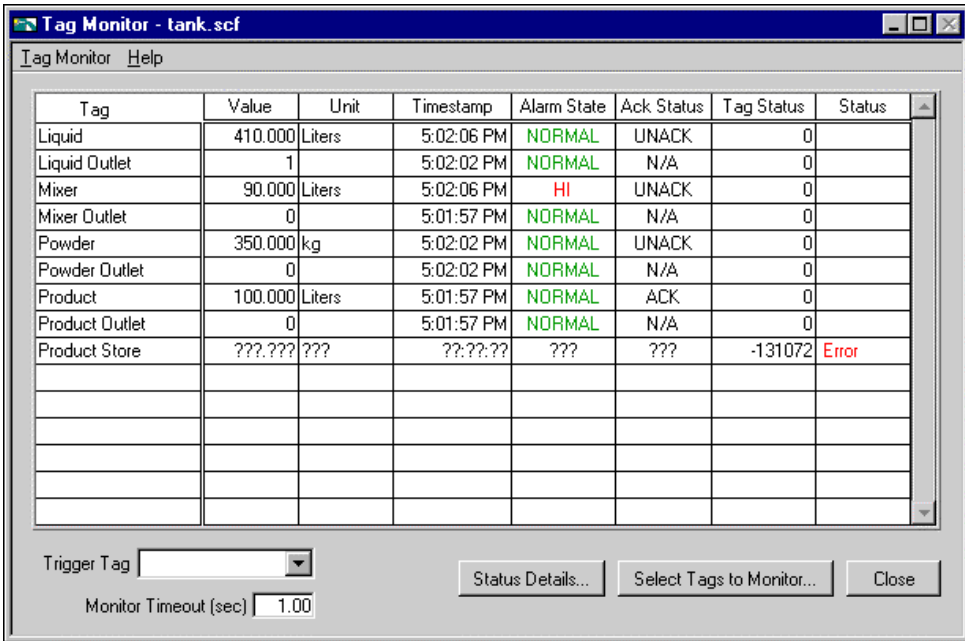 Tag Monitor - tank.scf
Tag Monitor Help
Tag Value Unit Timestamp Alarm State Ack Status Tag Status Status
Liquid 410.000 Liters 5:02:06 PM NORMAL UNACK 0
Liquid Outlet 1 5:02:02 PM NORMAL N/A 0
Mixer 90.000 Liters 5:02:06 PM HI UNACK 0
Mixer Outlet 0 5:01:57 PM NORMAL N/A 0
Powder 350.000 kg 5:02:02 PM NORMAL UNACK 0
Powder Outlet 0 5:02:02 PM NORMAL N/A 0
Product 100.000 Liters 5:01:57 PM NORMAL ACK 0
Product Outlet 0 5:01:57 PM NORMAL N/A 0
Product Store ???.??? ??? ??:??:?? ??? ??? -131072 Error
Trigger Tag
Status Details... Select Tags to Monitor... Close
Monitor Timeout (sec) 1.00